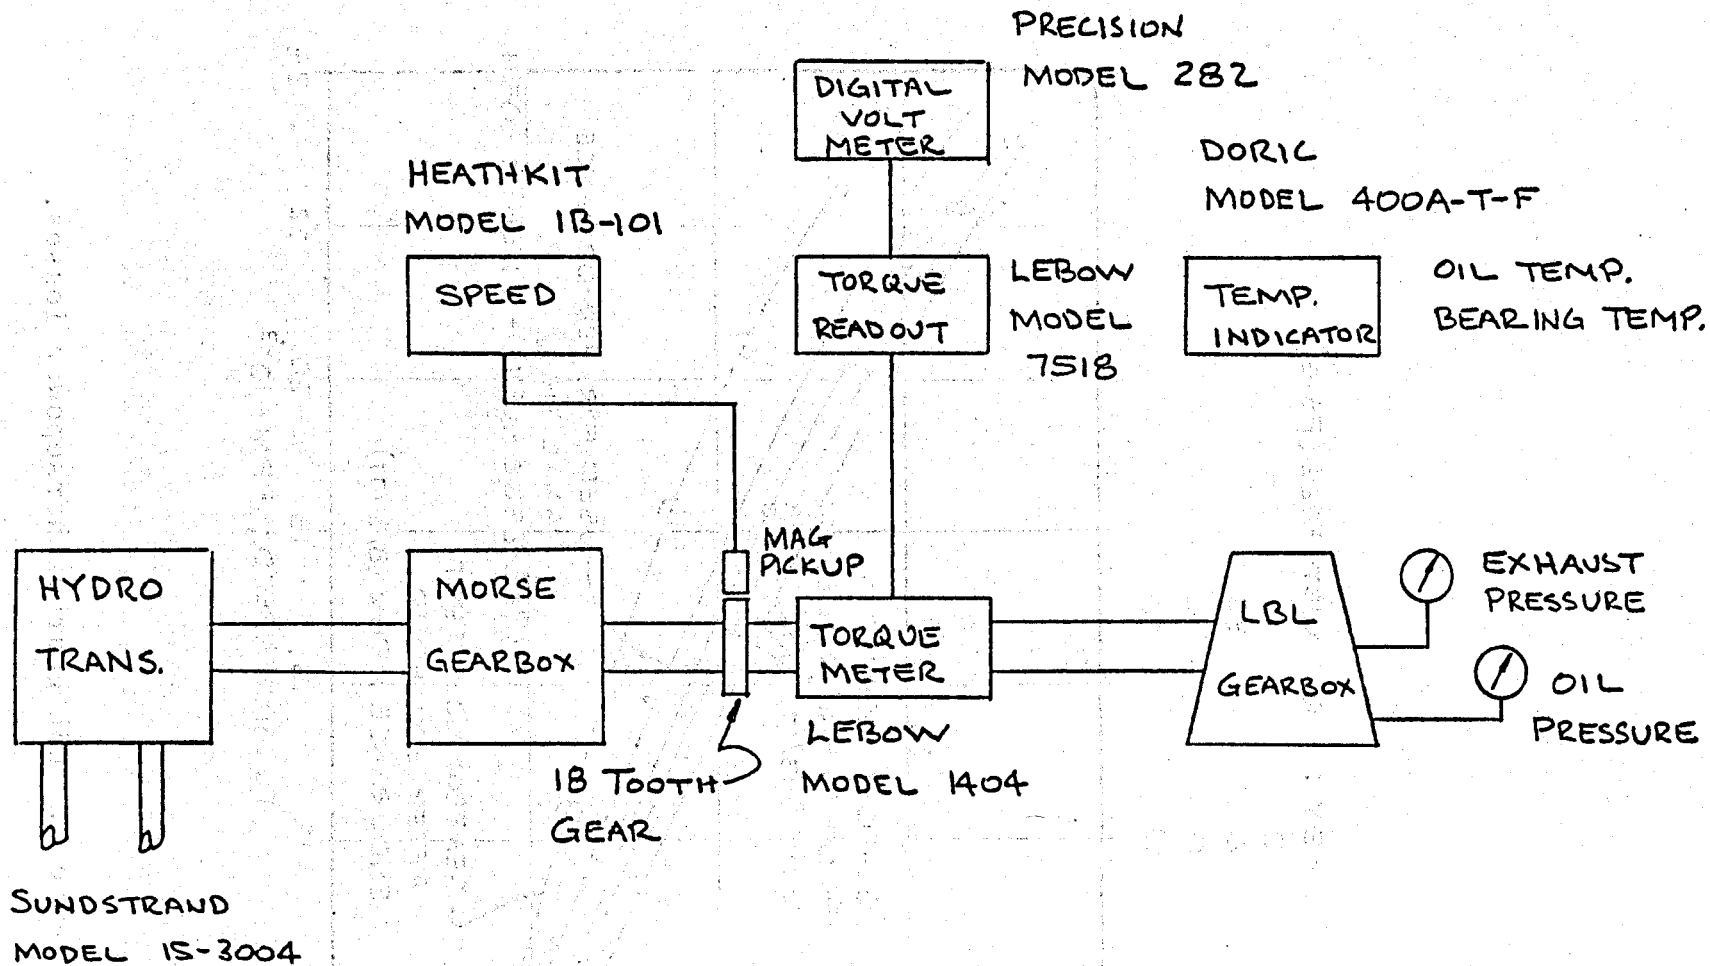 PRECISION
MODEL 282
DIGITAL
VOLT
METER
DORIC
MODEL 400A-T-F
HEATHKIT
MODEL 1B-101
SPEED
TORQUE
READOUT
LEBOW
MODEL
7518
TEMP.
INDICATOR
OIL TEMP.
BEARING TEMP.
MAG
PICKUP
HYDRO
TRANS.
MORSE
GEARBOX
TORQUE
METER
LBL
GEARBOX
EXHAUST
PRESSURE
OIL
PRESSURE
LEBOW
MODEL 1404
18 TOOTH
GEAR
SUNDSTRAND
MODEL 15-3004